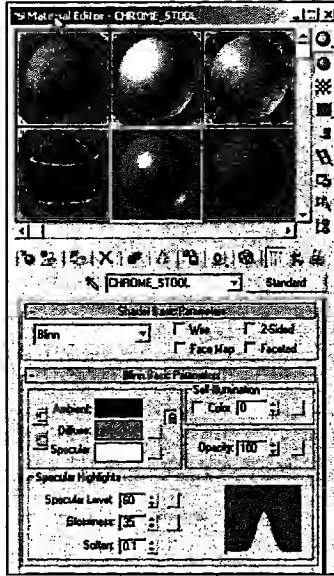 Material Editor - CHROME_STOOL
CHROME_STOOL
Standard
Shader Basic Parameters
Blinn
Wire
2-Sided
Face Map
Faceted
Blinn Basic Parameters
Self-Illumination
Ambient:
Color
0
Diffuse:
Specular:
Opacity: 100
Specular Highlights
Specular Level: 60
Glossiness: 35
Soften: 0.1